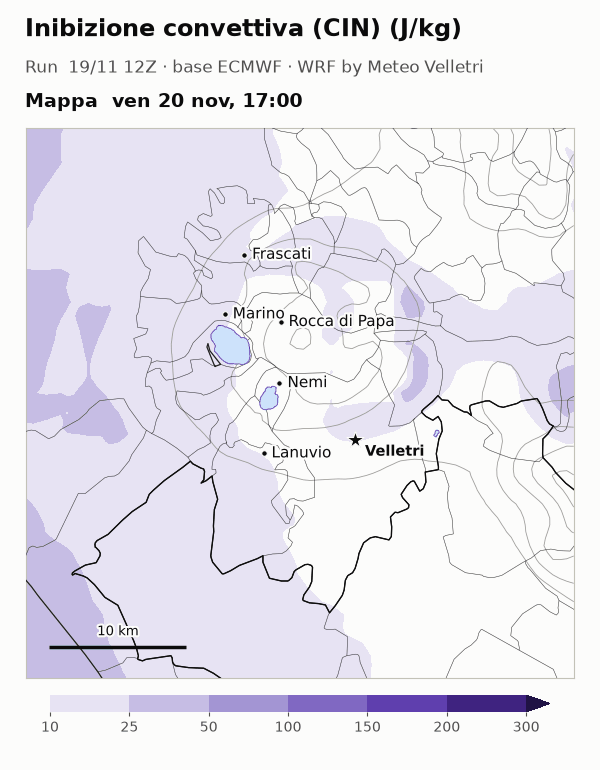 Inibizione convettiva (CIN) (J/kg)
Run  19/11 12Z · base ECMWF · WRF by Meteo Velletri
Mappa  ven 20 nov, 17:00
Frascati
Marino
Rocca di Papa
Nemi
Velletri
Lanuvio
10 km
10 25 50 100 150 200 300